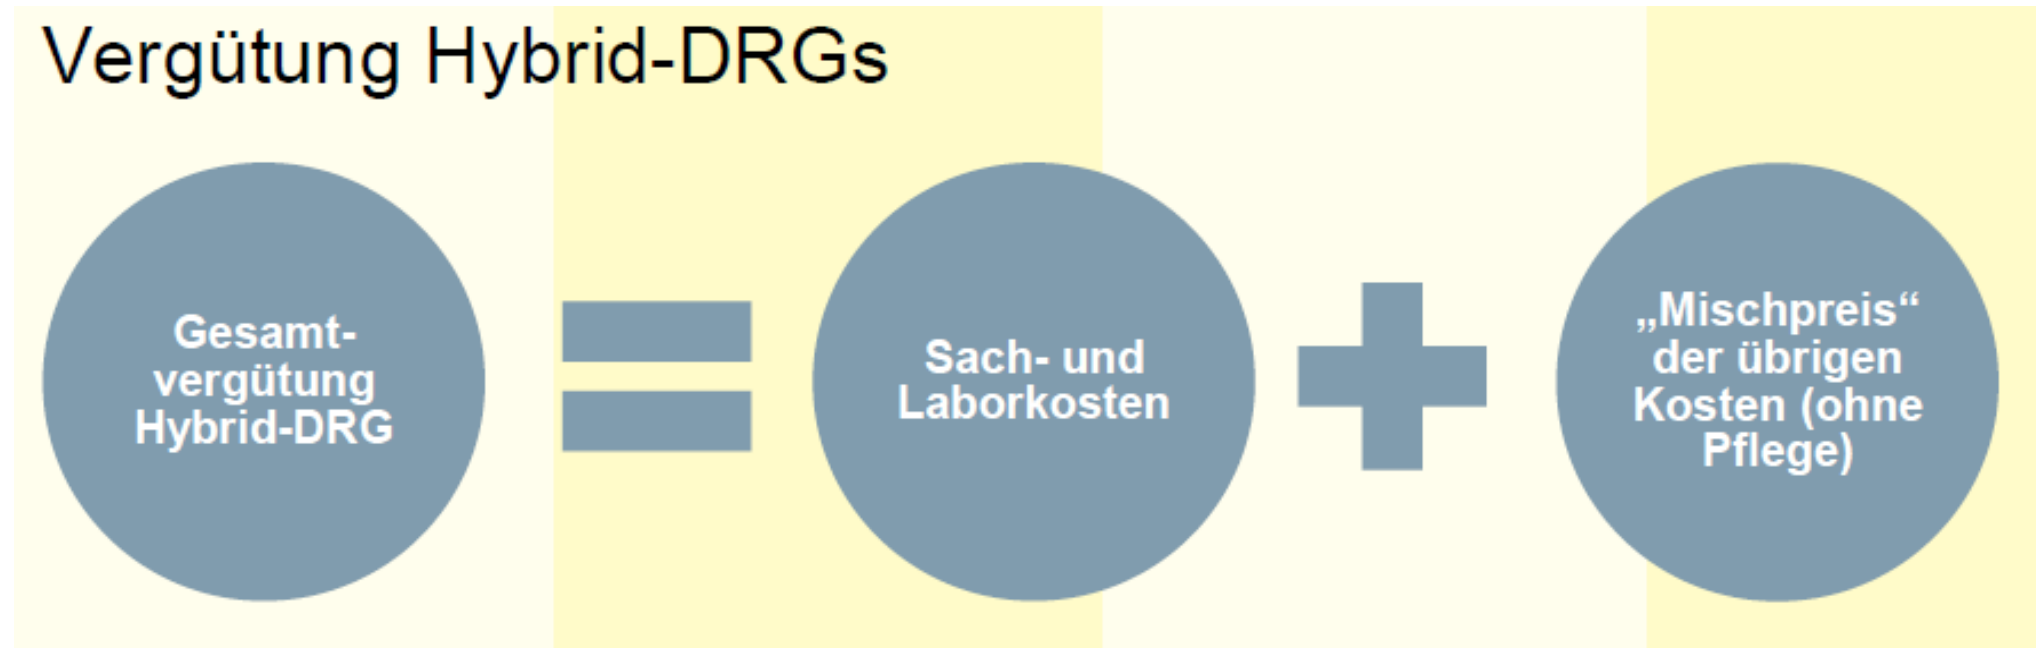 Vergütung Hybrid-DRGs
Gesamt-
vergütung
Hybrid-DRG
Sach- und
Laborkosten
„Mischpreis“
der übrigen
Kosten (ohne
Pflege)